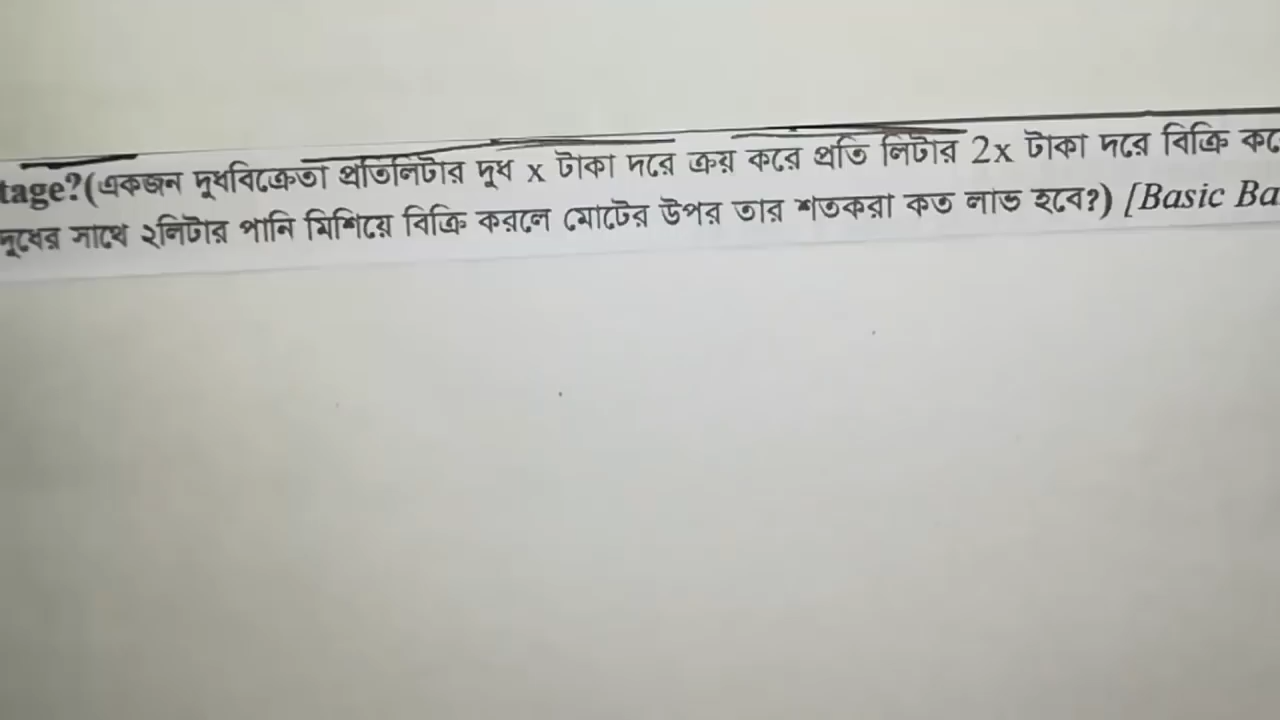 tage?(একজন দুধবিক্রেতা প্রতিলিটার দুধ x টাকা দরে ক্রয় করে প্রতি লিটার 2x টাকা দরে বিক্রি
দুধের সাথে ২লিটার পানি মিশিয়ে বিক্রি করলে মোটের উপর তার শতকরা কত লাভ হবে?) [Basic Ba